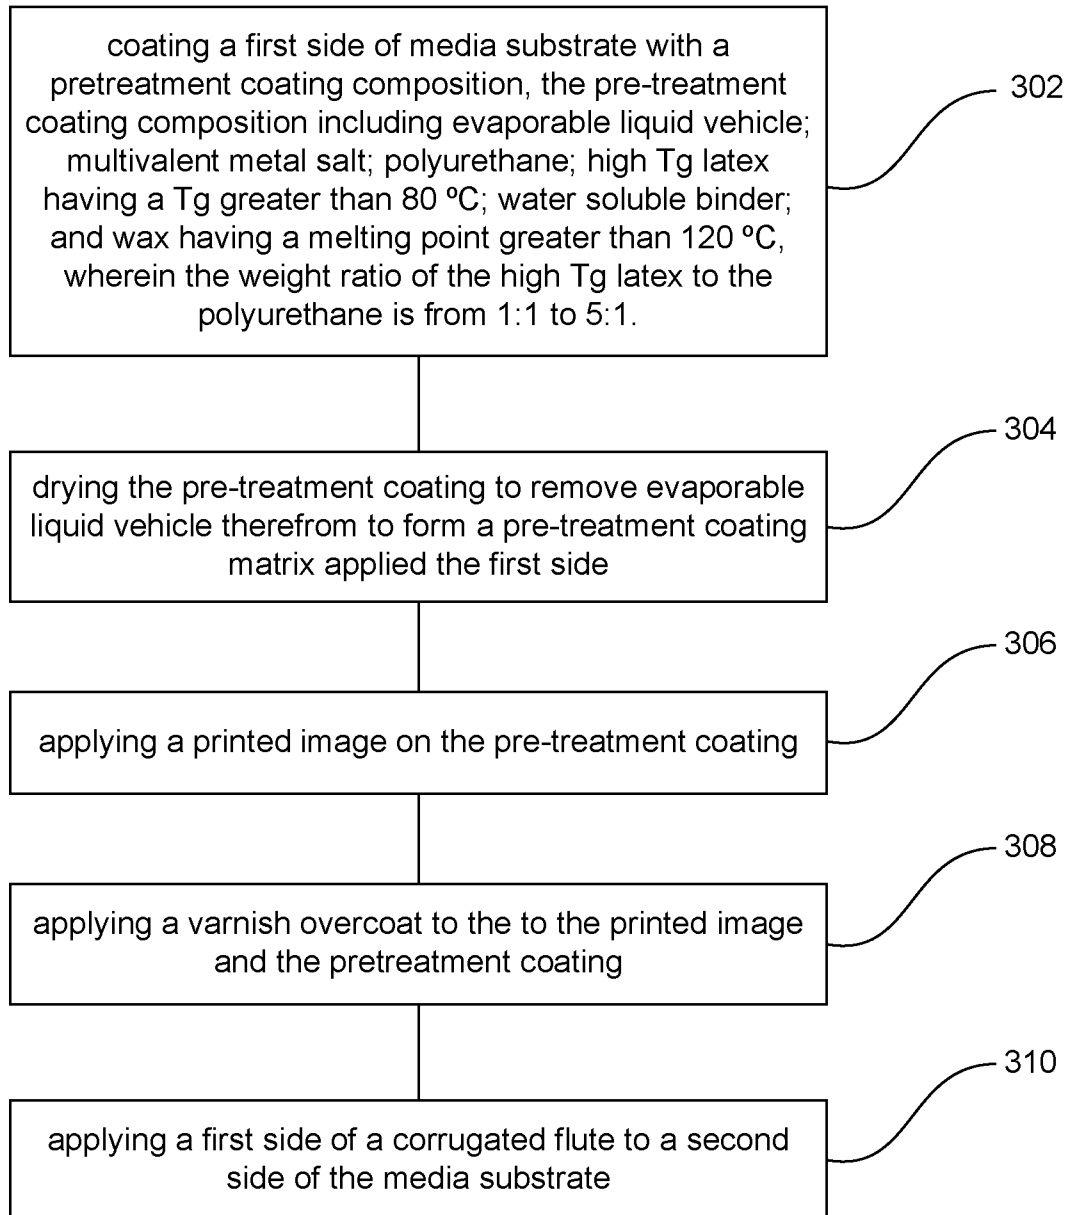 coating a first side of media substrate with a
pretreatment coating composition, the pre-treatment
coating composition including evaporable liquid vehicle;
multivalent metal salt; polyurethane; high Tg latex
having a Tg greater than 80 ºC; water soluble binder;
and wax having a melting point greater than 120 ºC,
wherein the weight ratio of the high Tg latex to the
polyurethane is from 1:1 to 5:1.
302
drying the pre-treatment coating to remove evaporable
liquid vehicle therefrom to form a pre-treatment coating
matrix applied the first side
304
applying a printed image on the pre-treatment coating
306
applying a varnish overcoat to the to the printed image
and the pretreatment coating
308
applying a first side of a corrugated flute to a second
side of the media substrate
310